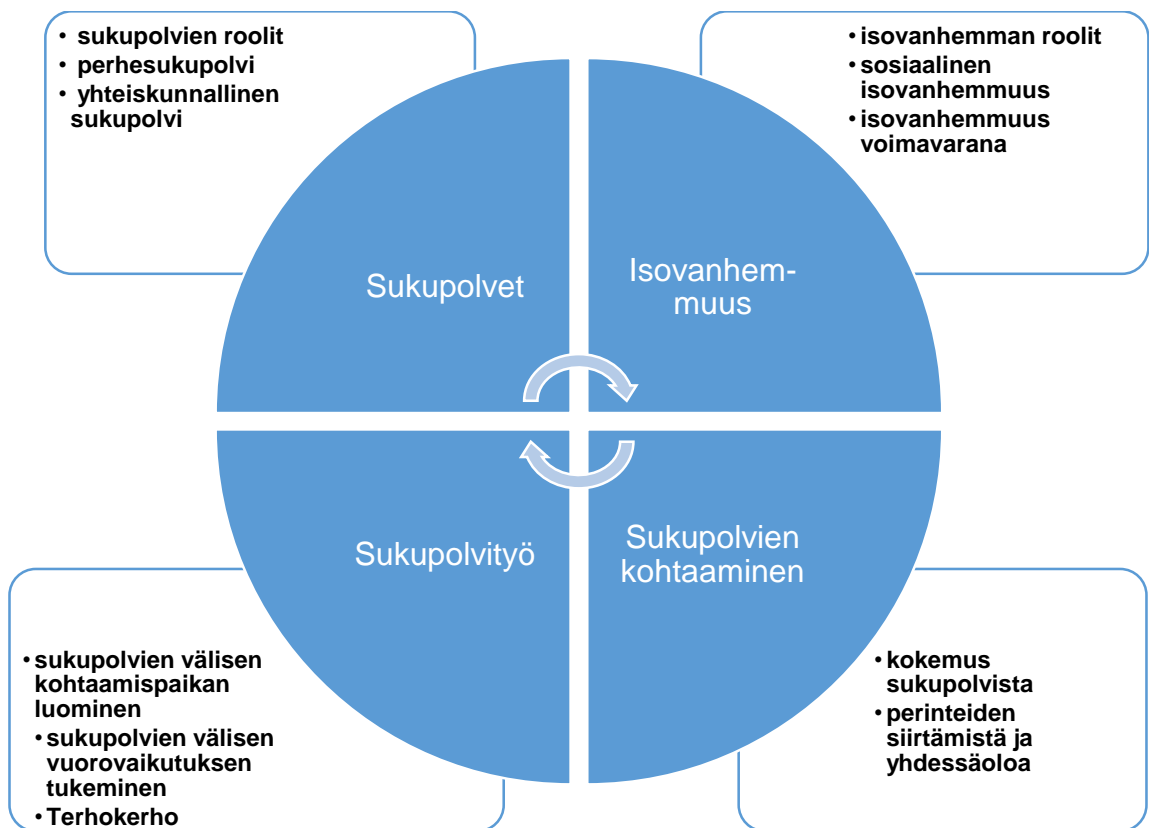 • sukupolvien roolit
• perhesukupolvi
• yhteiskunnallinen
sukupolvi
• isovanhemman roolit
• sosiaalinen
isovanhemmuus
• isovanhemmuus
voimavarana
Sukupolvet
Isovanhem-
muus
Sukupolvityö
Sukupolvien
kohtaaminen
• sukupolvien välisen
kohtaamispaikan
luominen
• sukupolvien välisen
vuorovaikutuksen
tukeminen
• Terhokerho
• kokemus
sukupolvista
• perinteiden
siirtämistä ja
yhdessäoloa